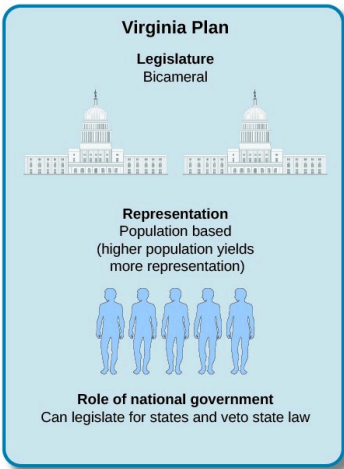 Virginia Plan
Legislature
Bicameral
Representation
Population based
(higher population yields
more representation)
Role of national government
Can legislate for states and veto state law